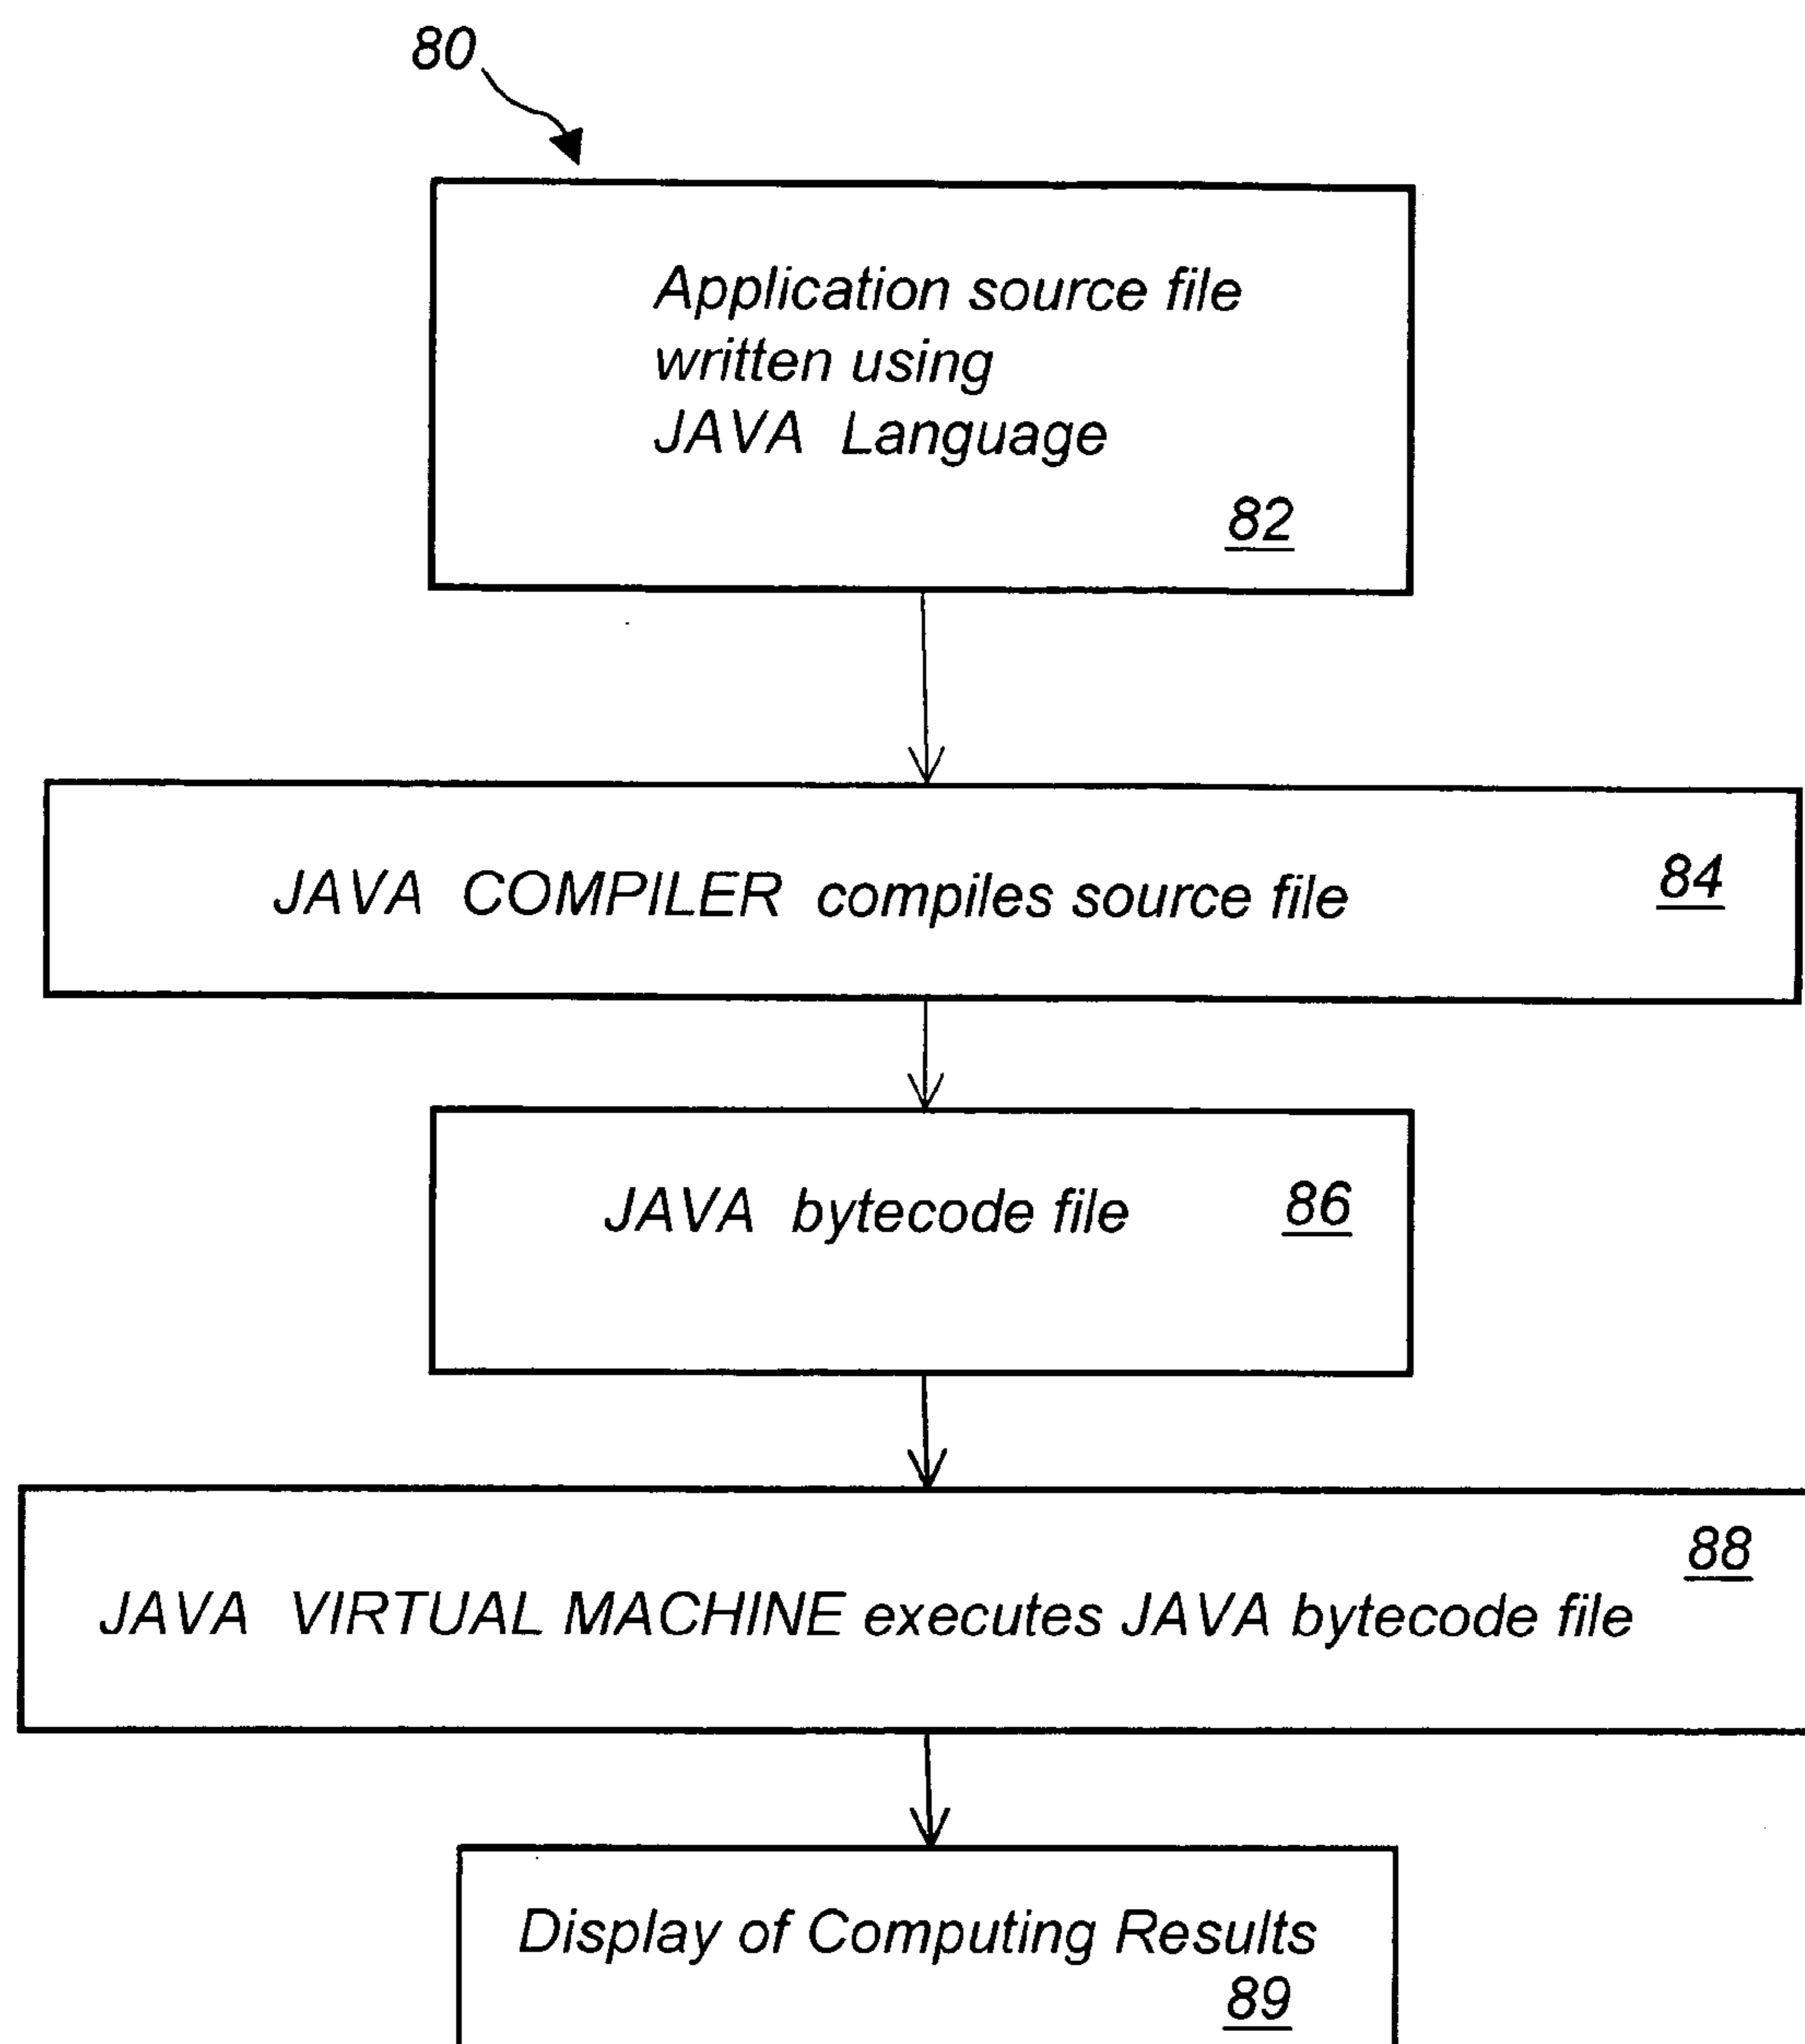 80
Application source file
written using
JAVA Language
82
JAVA COMPILER compiles source file
84
JAVA bytecode file
86
88
JAVA VIRTUAL MACHINE executes JAVA bytecode file
Display of Computing Results
89